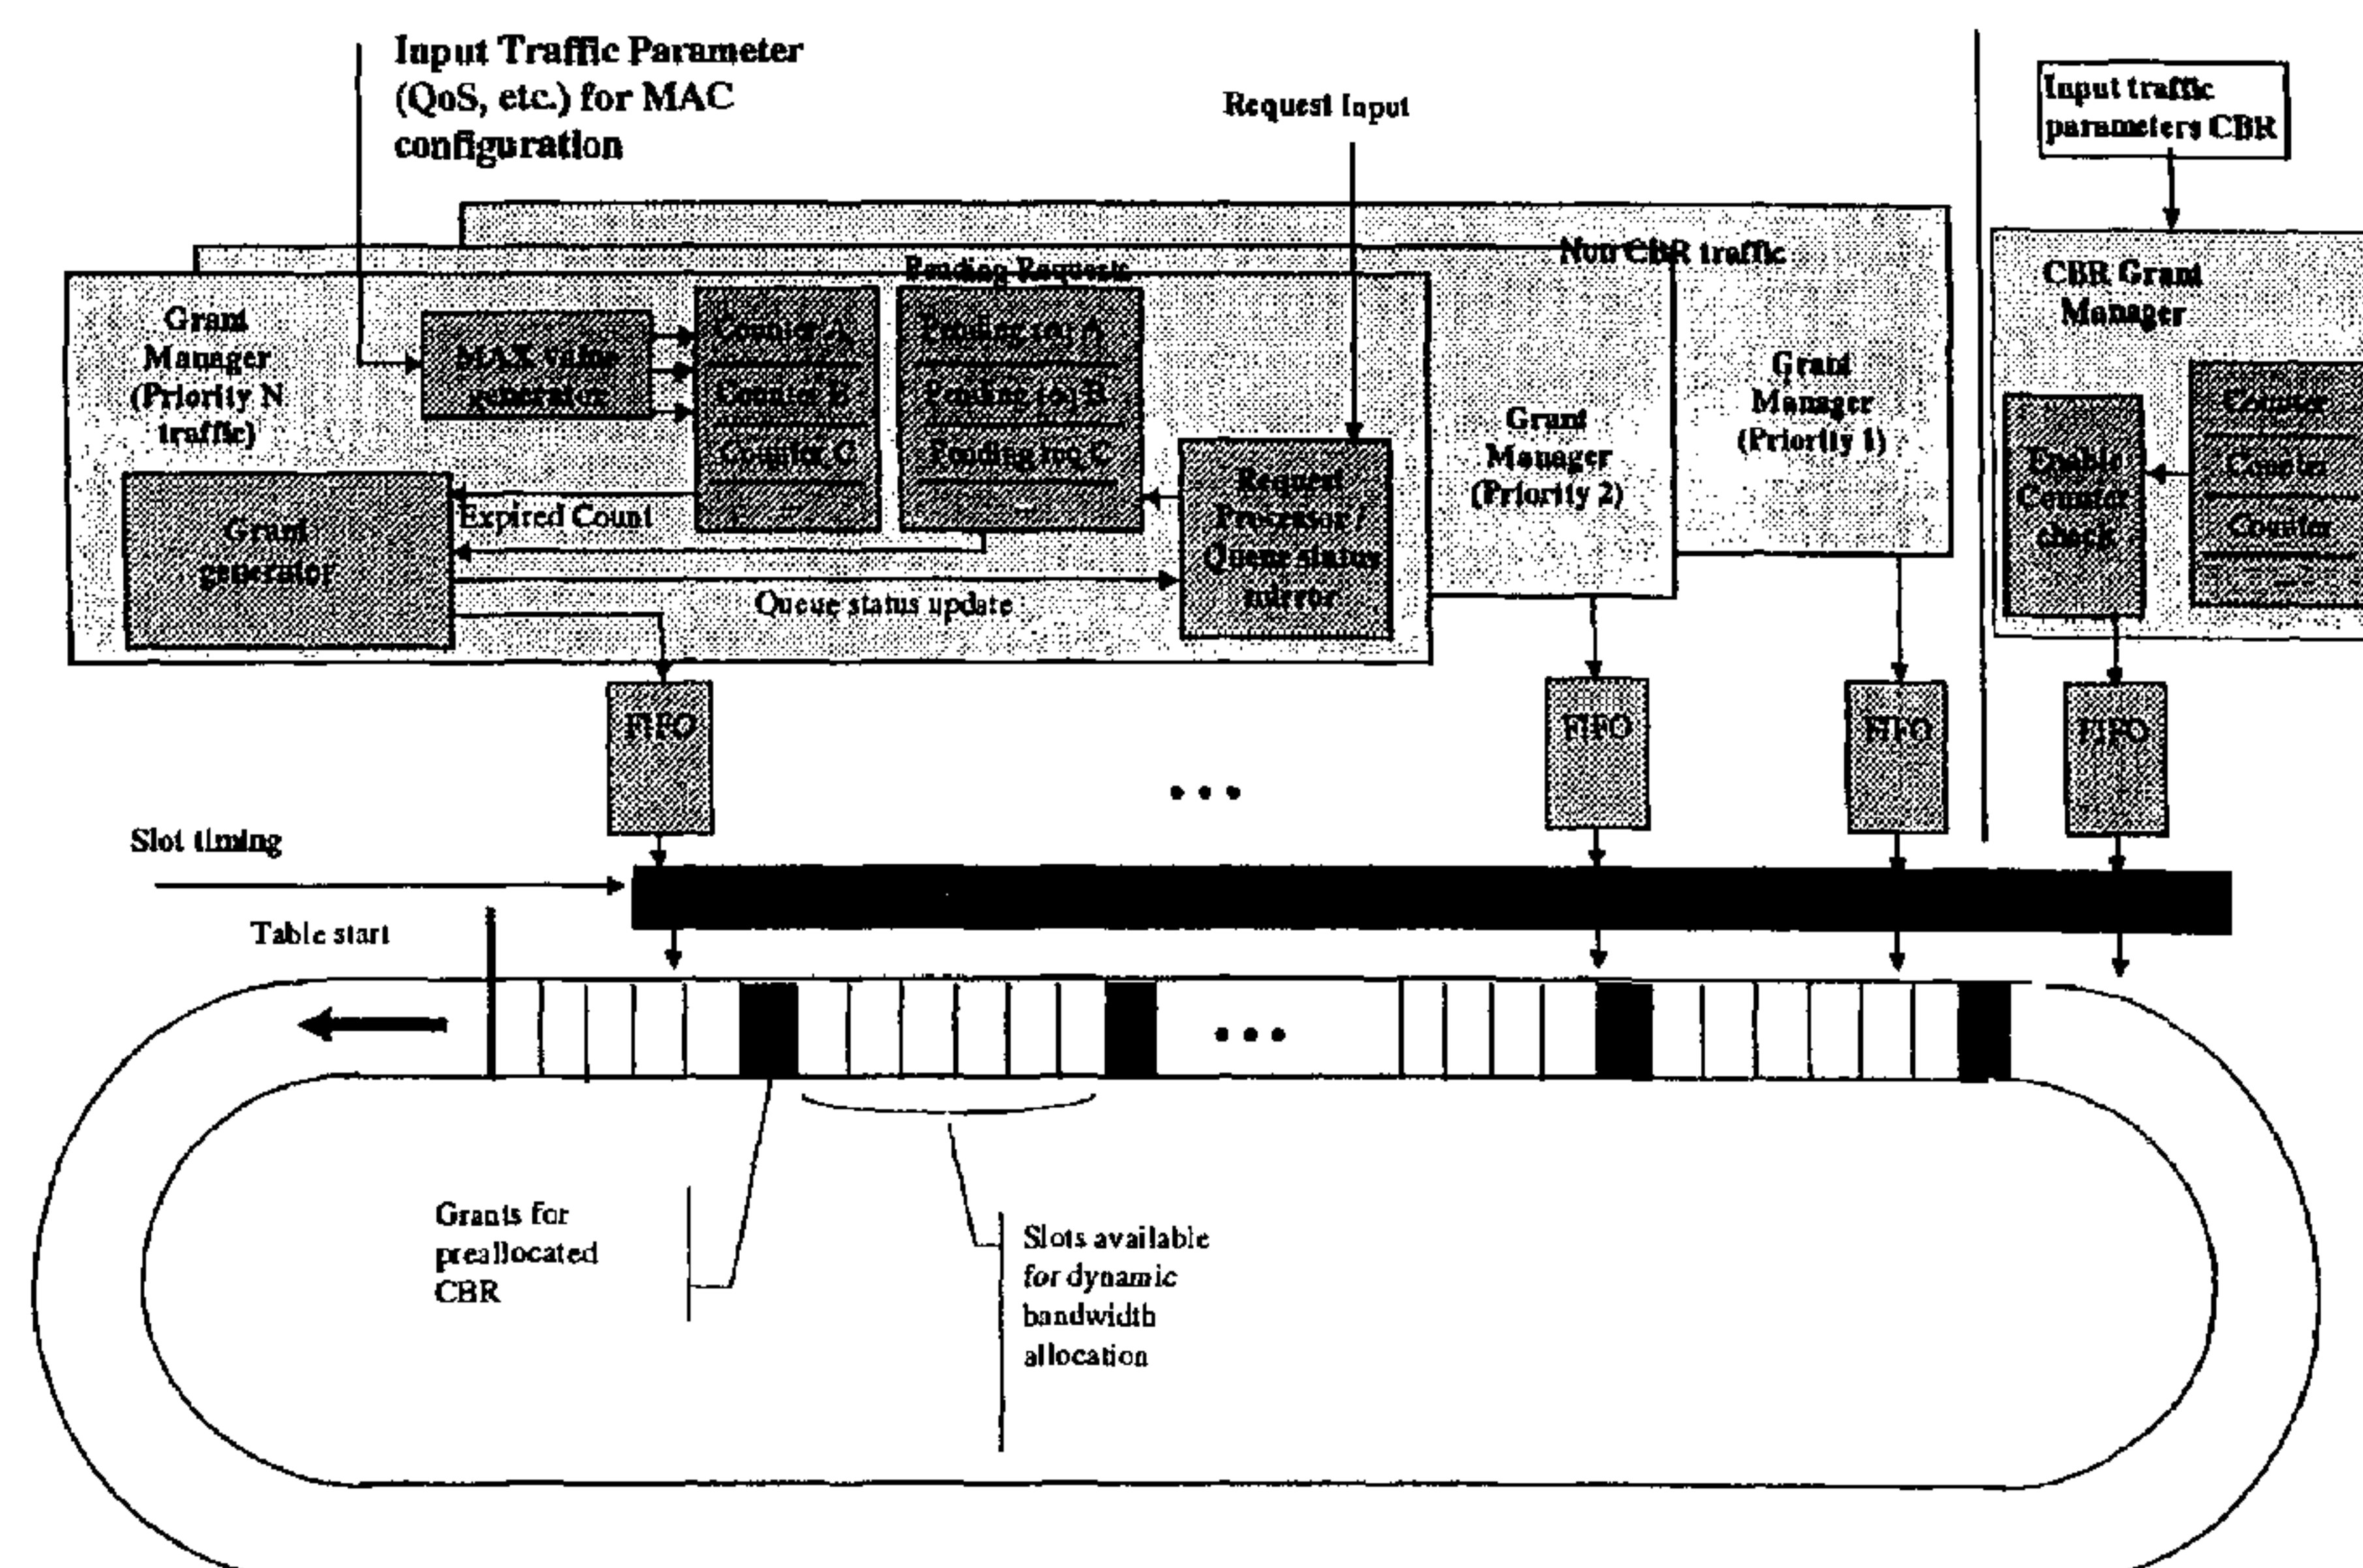 Input Traffic Parameter
(QoS, etc.) for MAC
configuration
Request Input
Input traffic
parameters CBR
Non CBR traffic
Pending Requests
Grant
Manager
(Priority N
traffic)
MAX value
generator
Counter A
Counter B
Counter C
...
Pending req A
Pending req B
Pending req C
...
Request
Processor /
Queue status
mirror
Grant
generator
Expired Count
Queue status update
Grant
Manager
(Priority 2)
Grant
Manager
(Priority 1)
CBR Grant
Manager
Enable
Counter
check
Counter
Counter
Counter
...
FIFO
FIFO
FIFO
FIFO
...
Slot timing
Table start
...
Grants for
preallocated
CBR
Slots available
for dynamic
bandwidth
allocation